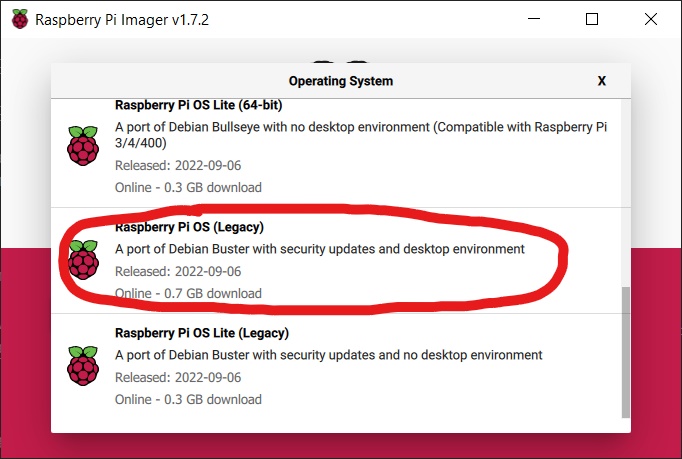 Raspberry Pi Imager v1.7.2
Operating System
X
Raspberry Pi OS Lite (64-bit)
A port of Debian Bullseye with no desktop environment (Compatible with Raspberry Pi
3/4/400)
Released: 2022-09-06
Online - 0.3 GB download
Raspberry Pi OS (Legacy)
A port of Debian Buster with security updates and desktop environment
Released: 2022-09-06
Online - 0.7 GB download
Raspberry Pi OS Lite (Legacy)
A port of Debian Buster with security updates and no desktop environment
Released: 2022-09-06
Online - 0.3 GB download